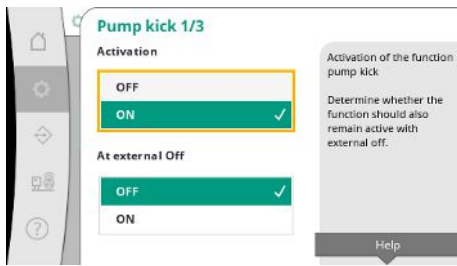 Pump kick 1/3
Activation
OFF
ON
At external Off
OFF
ON
Activation of the function
pump kick
Determine whether the
function should also
remain active with
external off.
Help